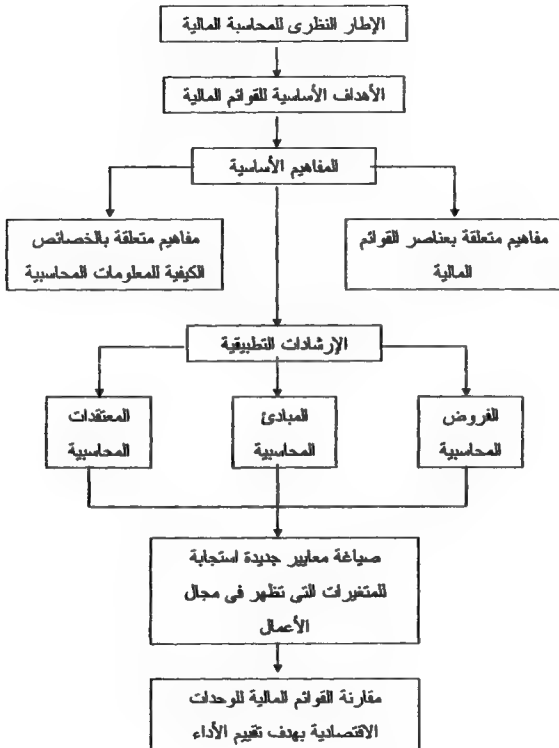 الإطار النظرى للمحاسبة المالية
الأهداف الأساسية للقوائم المالية
المفاهيم الأساسية
مفاهيم متعلقة بعناصر القوائم
المالية
مفاهيم متعلقة بالخصائص
الكيفية للمعلومات المحاسبية
الإرشادات التطبيقية
الفروض
المحاسبية
المبادئ
المحاسبية
المعتقدات
المحاسبية
صياغة معايير جديدة استجابة
للمتغيرات التى تظهر فى مجال
الأعمال
مقارنة القوائم المالية للوحدات
الاقتصادية بهدف تقييم الأداء